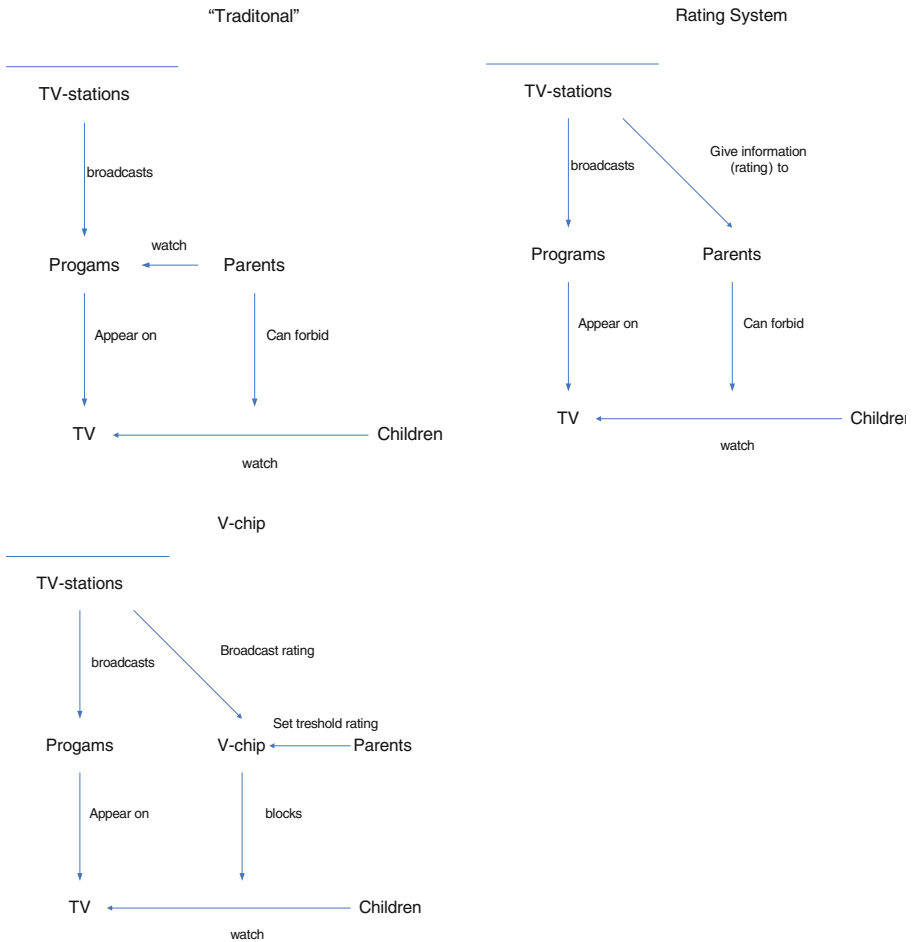 “Traditonal”
TV-stations
broadcasts
watch
Progams
Parents
Appear on
Can forbid
TV
Children
watch
Rating System
TV-stations
broadcasts
Give information
(rating) to
Programs
Parents
Appear on
Can forbid
TV
Children
watch
V-chip
TV-stations
broadcasts
Broadcast rating
Set treshold rating
Progams
V-chip
Parents
Appear on
blocks
TV
Children
watch